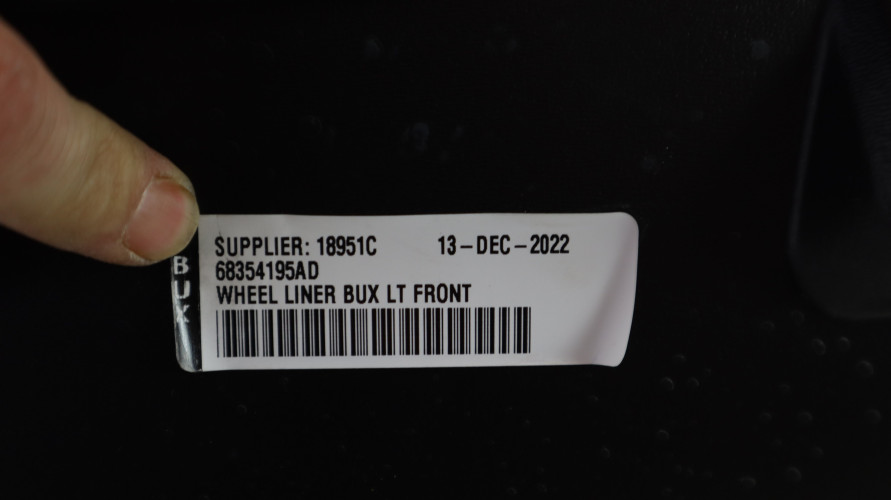 SUPPLIER: 18951C 13-DEC-2022
68354195AD
WHEEL LINER BUX LT FRONT
BUX